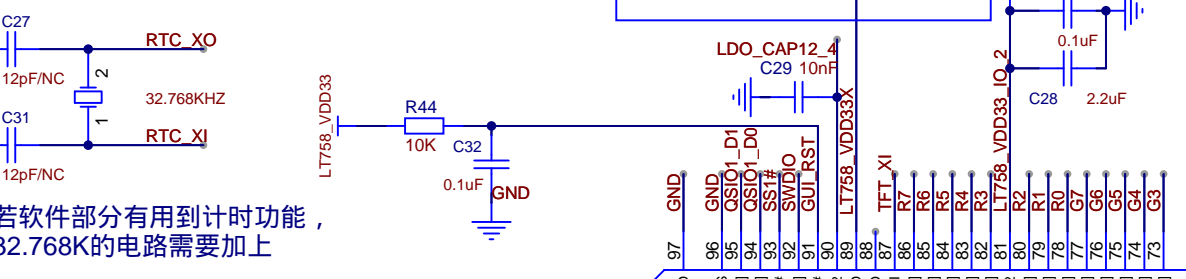 C27
12pF/NC
RTC_XO
2
32.768KHZ
1
C31
12pF/NC
RTC_XI
若软件部分有用到计时功能，
32.768K的电路需要加上
LT758_VDD33
R44
10K
C32
0.1uF
GND
LDO_CAP12_4
C29 10nF
0.1uF
C28
2.2uF
GND
GND
QSIO1_D1
QSIO1_D0
SS1#
SWDIO
GUI_RST
LT758_VDD33X
TFT_XI
R7
R6
R5
R4
R3
LT758_VDD33_IO_2
R2
R1
R0
G7
G6
G5
G4
G3
97
96
95
94
93
92
91
90
89
88
87
86
85
84
83
82
81
80
79
78
77
76
75
74
73